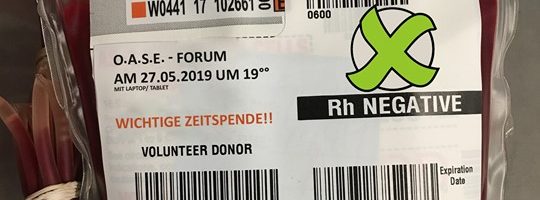 W0441 17 102661 00
0600
O.A.S.E. - FORUM
AM 27.05.2019 UM 19°°
MIT LAPTOP/ TABLET
Rh NEGATIVE
WICHTIGE ZEITSPENDE!!
VOLUNTEER DONOR
Expiration
Date